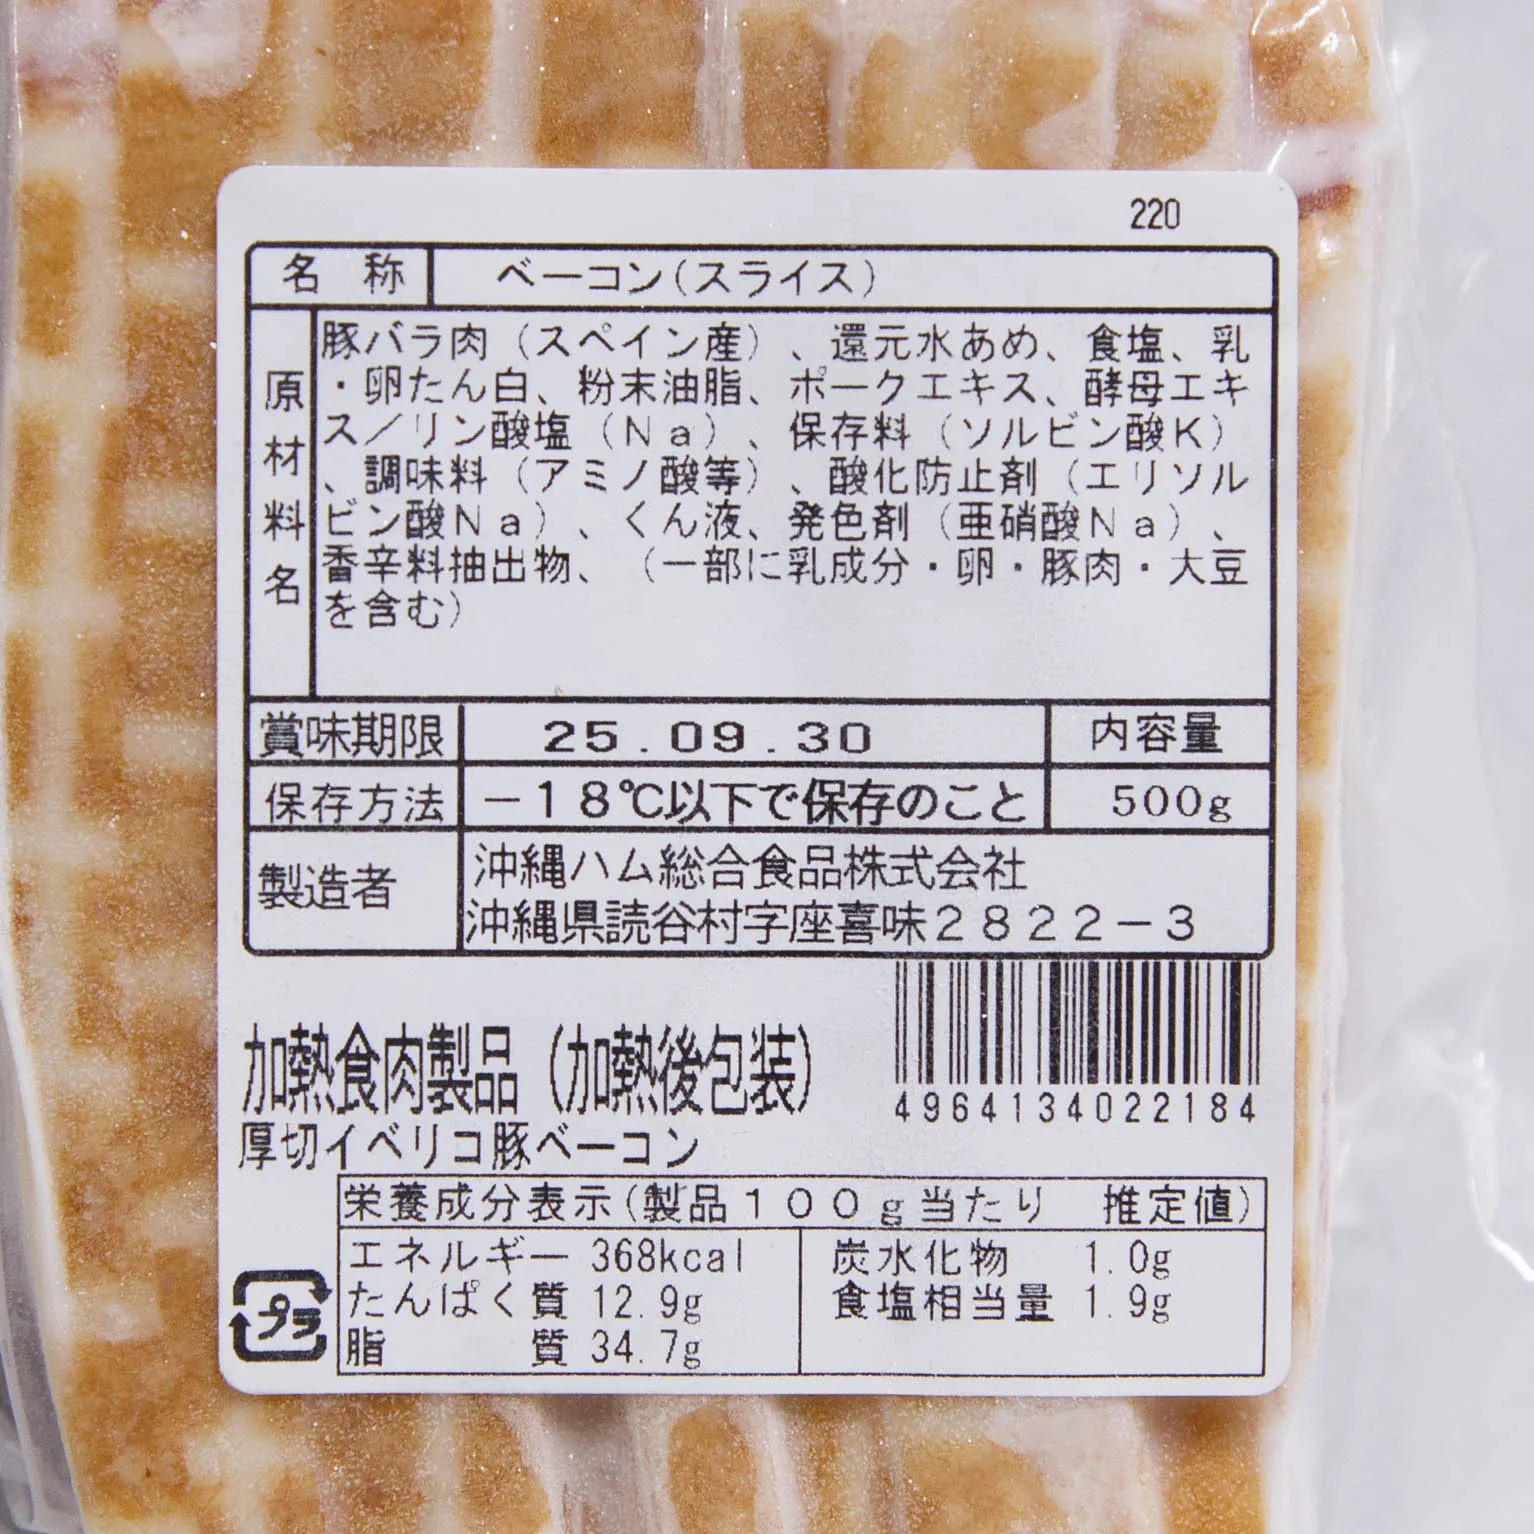 220
名 称 ベーコン(スライス)
原材料名
豚バラ肉(スペイン産)、還元水あめ、食塩、乳
・卵たん白、粉末油脂、ポークエキス、酵母エキ
ス/リン酸塩(Na)、保存料(ソルビン酸K)
、調味料(アミノ酸等)、酸化防止剤(エリソル
ビン酸Na)、くん液、発色剤(亜硝酸Na)、
香辛料抽出物、(一部に乳成分・卵・豚肉・大豆
を含む)
賞味期限 25.09.30 内容量
保存方法 -18℃以下で保存のこと 500g
製造者 沖縄ハム総合食品株式会社
沖縄県読谷村字座喜味2822-3
加熱食肉製品(加熱後包装)
4964134022184
厚切イベリコ豚ベーコン
栄養成分表示(製品100g当たり 推定値)
エネルギー 368kcal 炭水化物 1.0g
たんぱく質 12.9g 食塩相当量 1.9g
脂 質 34.7g
プラ